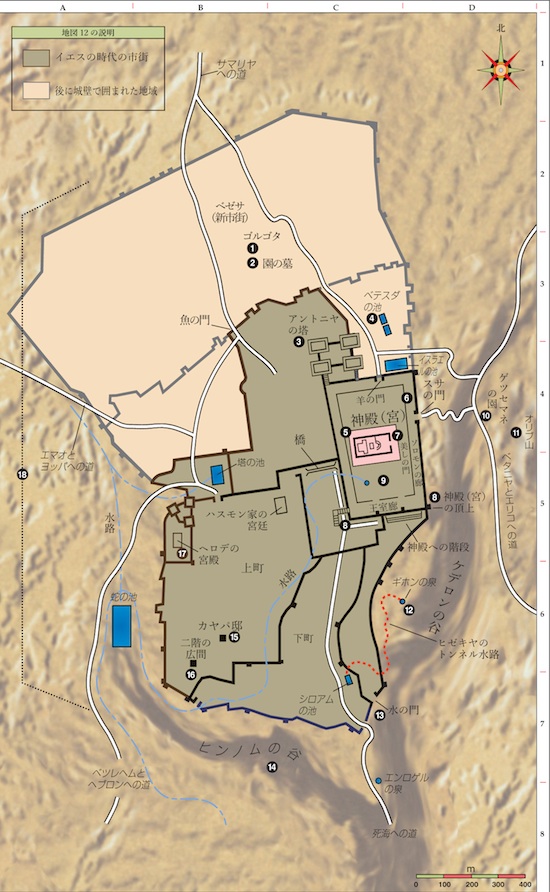 A
B
C
D
地図12の説明
イエスの時代の市街
後に城壁で囲まれた地域
北
1
2
3
4
5
6
7
8
サマリヤ
への道
ベゼサ
(新市街)
ゴルゴタ
1
2 園の墓
ベテスダ
の池
4
アントニヤ
の塔
3
魚の門
イスラエ
ルの池
羊の門
スサ
の門
6
ゲツセマネ
の園
10
オリブ山
11
神殿(宮)
5
7
美しの門
ソロモンの廊
9
王室廊
8 神殿(宮)
の頂上
8
ベタニヤとエリコへの道
エマオと
ヨッパへの道
18
橋
塔の池
ハスモン家の
宮廷
水路
ヘロデの
宮殿
17
神殿への階段
上町
水路
ギホンの泉
12
ケデロンの谷
蛇の池
カヤパ邸
15
二階の
広間
16
下町
ヒゼキヤの
トンネル水路
シロアム
の池
水の門
13
ヒンノムの谷
14
エンロゲル
の泉
ベツレヘムと
ヘブロンへの道
死海への道
m
0 100 200 300 400